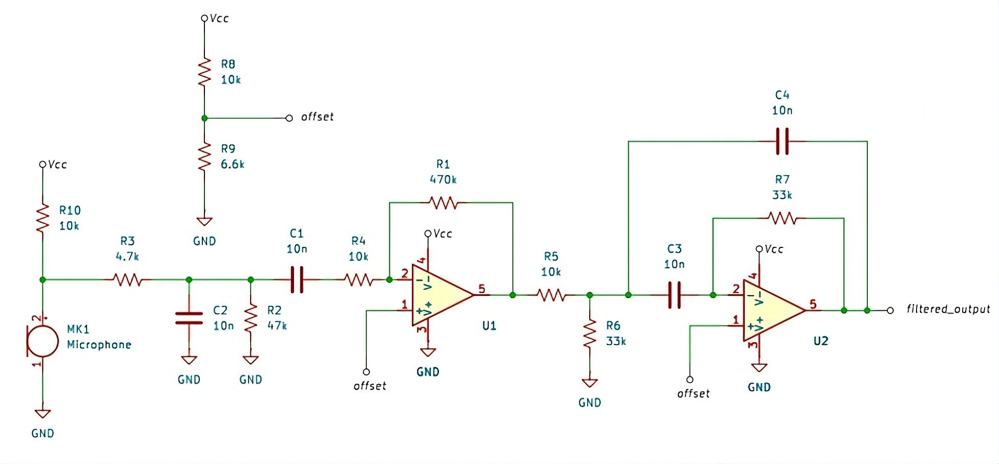 Vcc
R8
10k
offset
R9
6.6k
GND
Vcc
R10
10k
R3
4.7k
2
MK1
Microphone
1
GND
C2
10n
GND
R2
47k
GND
C1
10n
R4
10k
R1
470k
Vcc
4
2
- V-
1
+ V+
3
5
U1
GND
offset
R5
10k
R6
33k
GND
C4
10n
R7
33k
C3
10n
Vcc
4
2
- V-
1
+ V+
3
5
U2
GND
offset
filtered_output